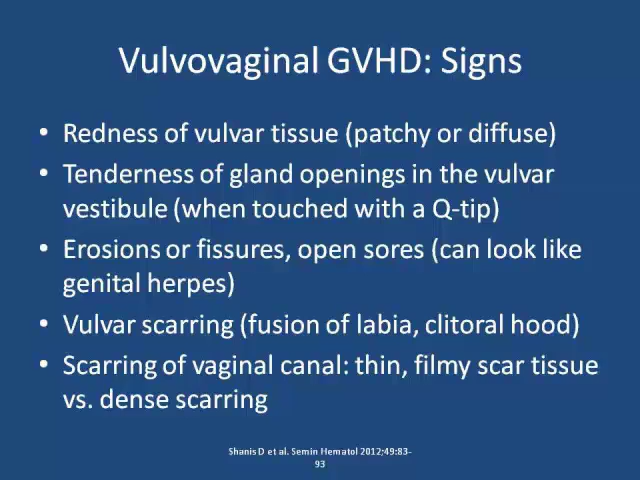 Vulvovaginal GVHD: Signs
• Redness of vulvar tissue (patchy or diffuse)
• Tenderness of gland openings in the vulvar
vestibule (when touched with a Q-tip)
• Erosions or fissures, open sores (can look like
genital herpes)
• Vulvar scarring (fusion of labia, clitoral hood)
• Scarring of vaginal canal: thin, filmy scar tissue
vs. dense scarring
Shanis D et al. Semin Hematol 2012;49:83-
93